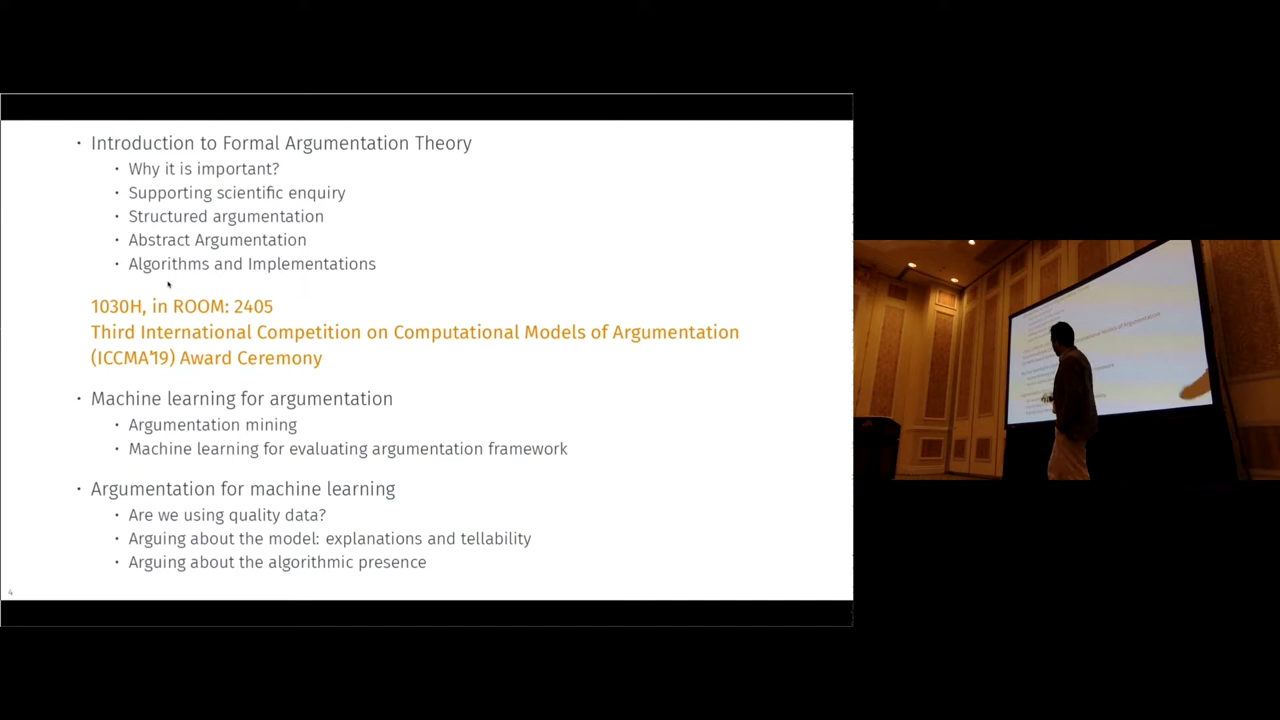 • Introduction to Formal Argumentation Theory
• Why it is important?
• Supporting scientific enquiry
• Structured argumentation
• Abstract Argumentation
• Algorithms and Implementations
1030H, in ROOM: 2405
Third International Competition on Computational Models of Argumentation
(ICCMA'19) Award Ceremony
• Machine learning for argumentation
• Argumentation mining
• Machine learning for evaluating argumentation framework
• Argumentation for machine learning
• Are we using quality data?
• Arguing about the model: explanations and tellability
• Arguing about the algorithmic presence
4